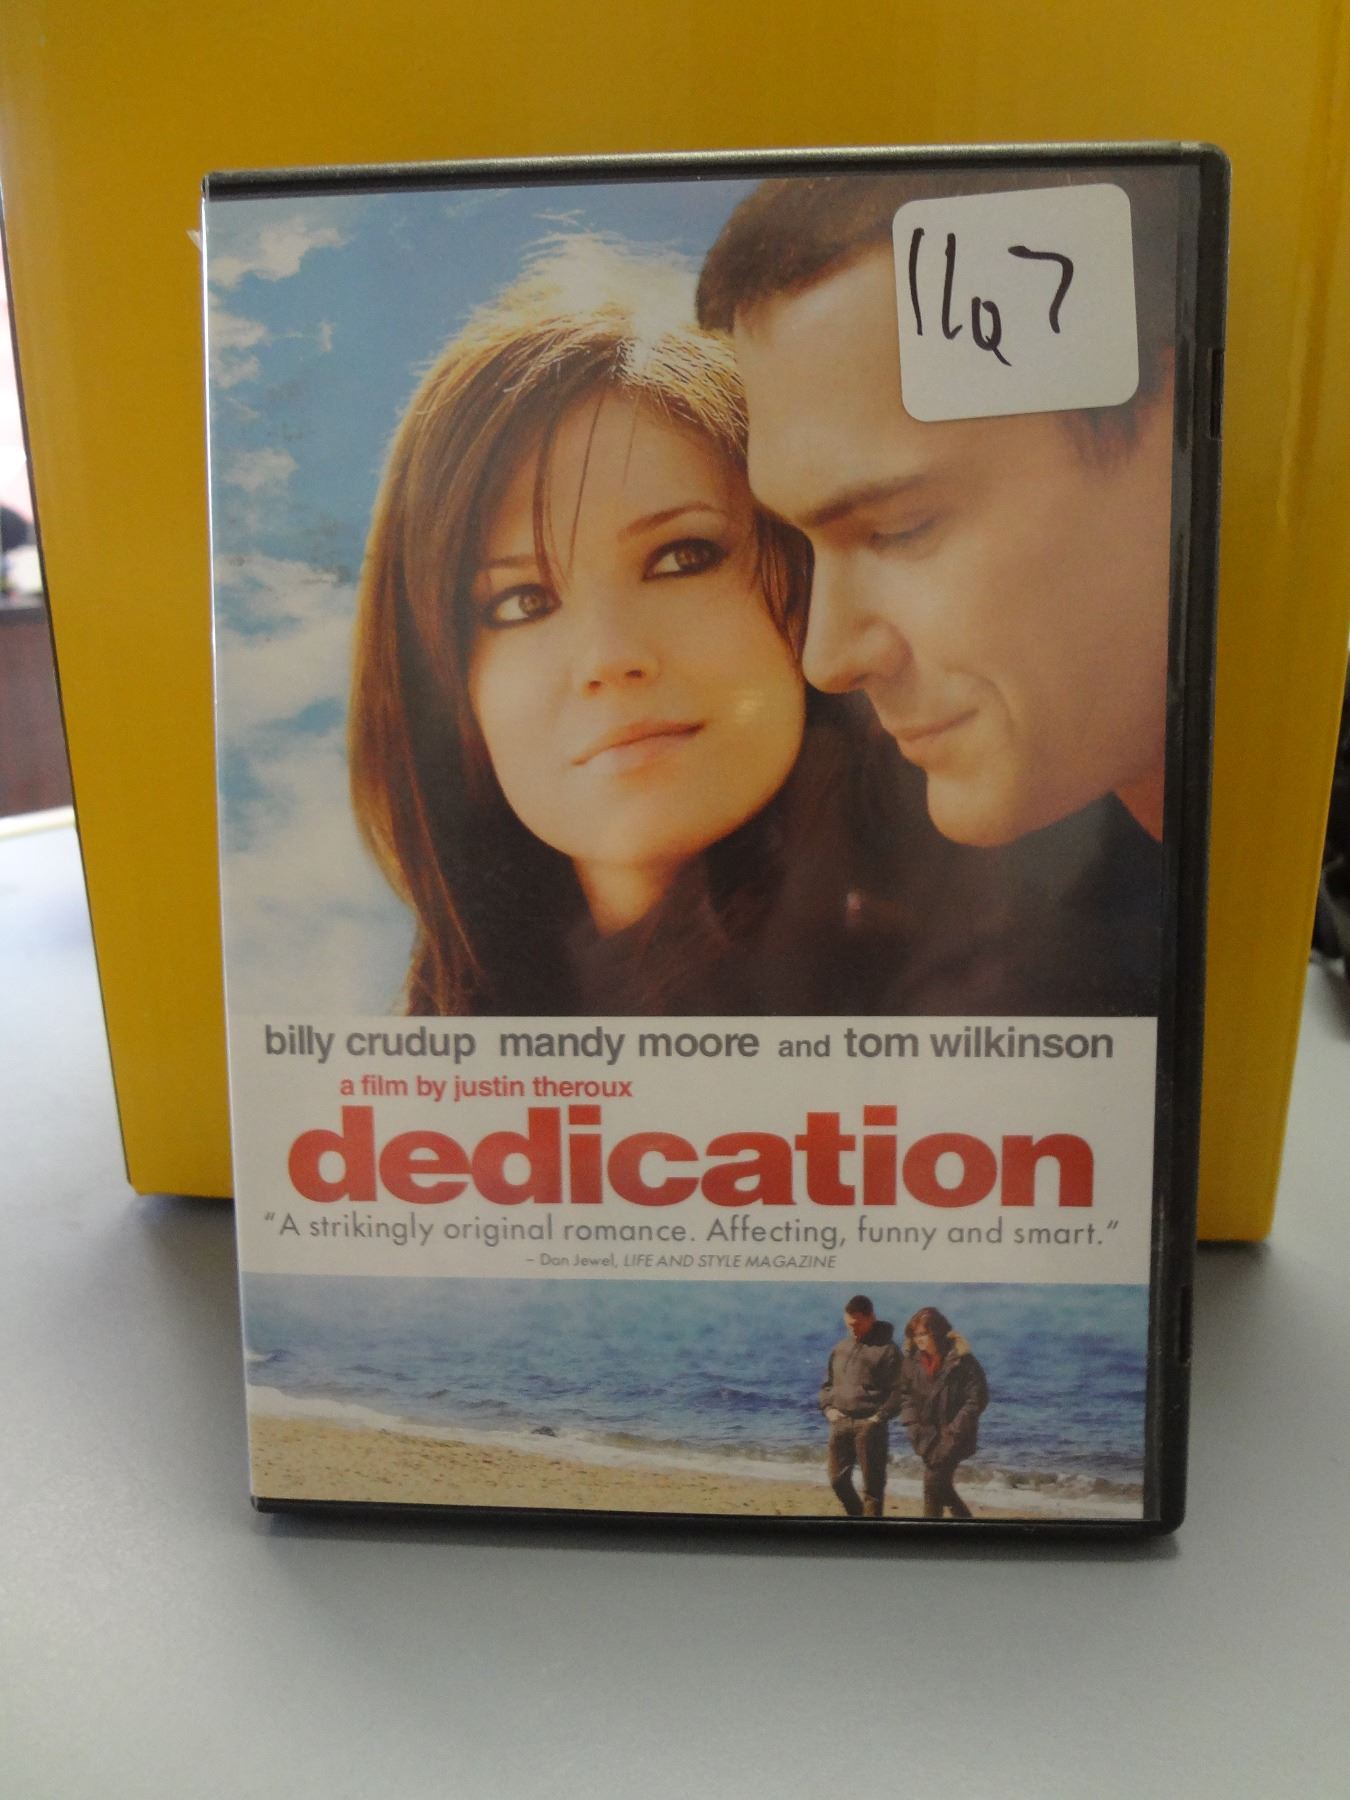 1167
billy crudup mandy moore and tom wilkinson
a film by justin theroux
dedication
“A strikingly original romance. Affecting, funny and smart.”
– Dan Jewel, LIFE AND STYLE MAGAZINE